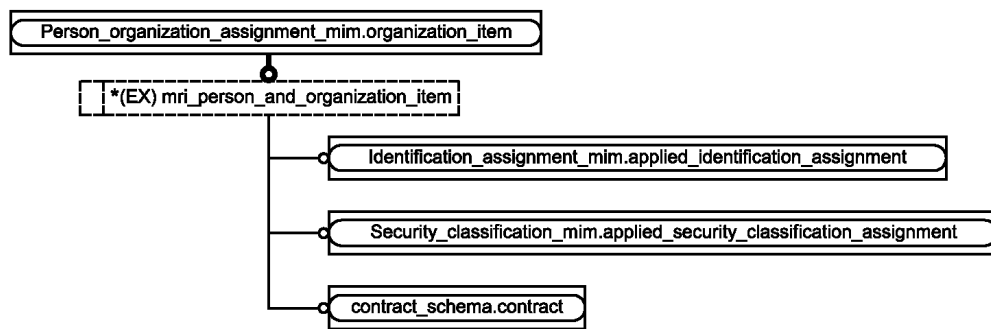 Person_organization_assignment_mim.organization_item
*(EX) mri_person_and_organization_item
Identification_assignment_mim.applied_identification_assignment
Security_classification_mim.applied_security_classification_assignment
contract_schema.contract